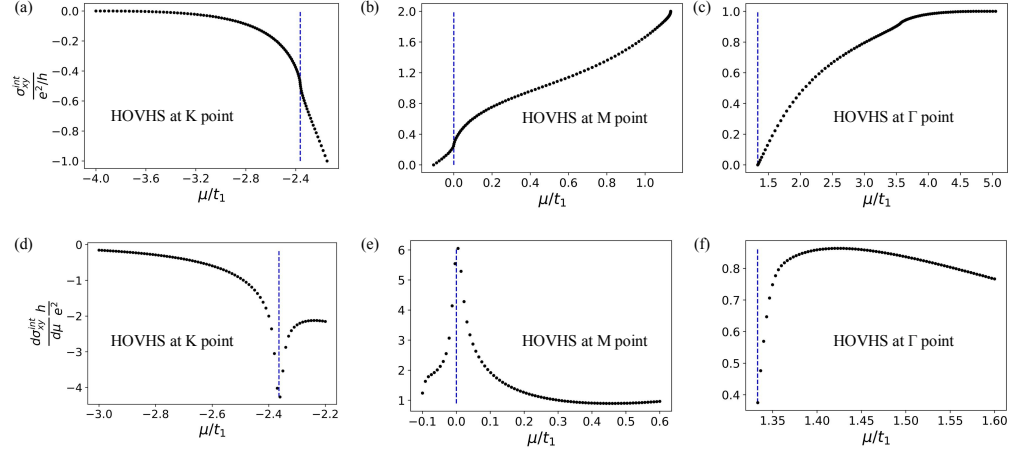 (a)
0.0
−0.2
−0.4
−0.6
−0.8
−1.0
σ_xy^int / e²/h
HOVHS at K point
−4.0 −3.6 −3.2 −2.8 −2.4
μ/t₁
(b)
2.0
1.6
1.2
0.8
0.4
0.0
HOVHS at M point
0.0 0.2 0.4 0.6 0.8 1.0
μ/t₁
(c)
1.0
0.8
0.6
0.4
0.2
0.0
HOVHS at Γ point
1.5 2.0 2.5 3.0 3.5 4.0 4.5 5.0
μ/t₁
(d)
0
−1
−2
−3
−4
dσ_xy^int/dμ h/e²
HOVHS at K point
−3.0 −2.8 −2.6 −2.4 −2.2
μ/t₁
(e)
6
5
4
3
2
1
HOVHS at M point
−0.1 0.0 0.1 0.2 0.3 0.4 0.5 0.6
μ/t₁
(f)
0.8
0.7
0.6
0.5
0.4
HOVHS at Γ point
1.35 1.40 1.45 1.50 1.55 1.60
μ/t₁